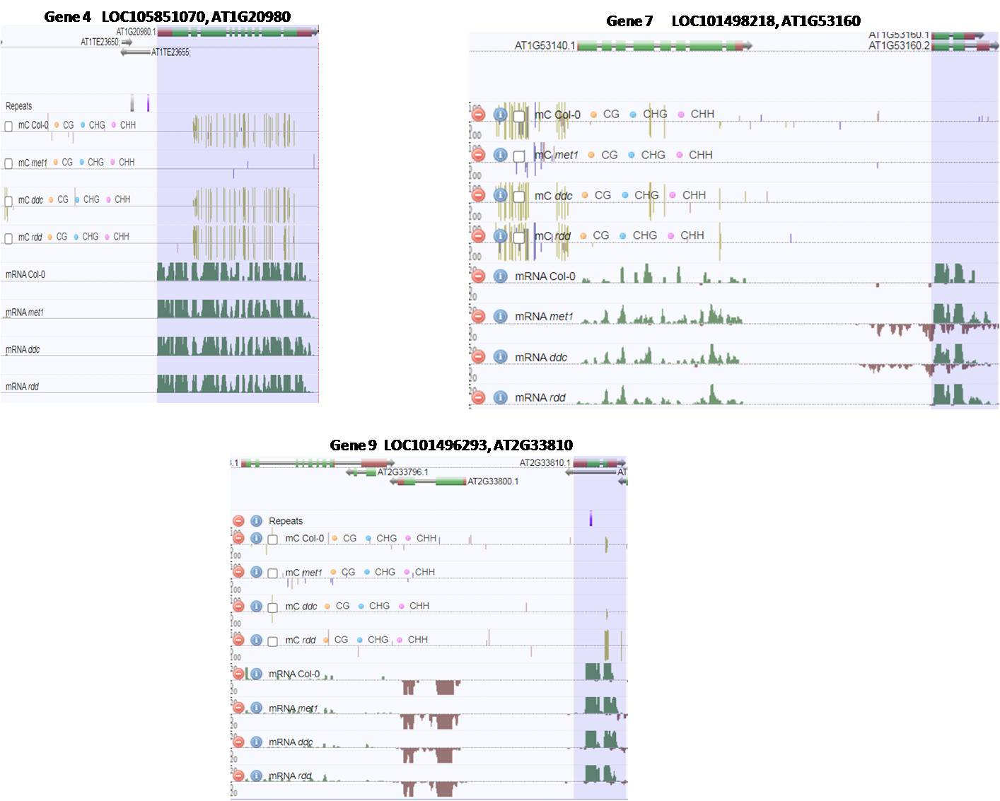 Gene 4 LOC105851070, AT1G20980
AT1G20980.1
AT1TE23650;
AT1TE23655;
Repeats
mC Col-0 CG CHG CHH
mC met1 CG CHG CHH
mC ddc CG CHG CHH
mC rdd CG CHG CHH
mRNA Col-0
mRNA met1
mRNA ddc
mRNA rdd
Gene 7 LOC101498218, AT1G53160
AT1G53160.1
AT1G53140.1
AT1G53160.2
mC Col-0 CG CHG CHH
mC met1 CG CHG CHH
mC ddc CG CHG CHH
mC rdd CG CHG CHH
mRNA Col-0
mRNA met1
mRNA ddc
mRNA rdd
Gene 9 LOC101496293, AT2G33810
3.1
AT2G33810.1
AT2G33796.1
AT
AT2G33800.1
Repeats
mC Col-0 CG CHG CHH
mC met1 CG CHG CHH
mC ddc CG CHG CHH
mC rdd CG CHG CHH
mRNA Col-0
mRNA met1
mRNA ddc
mRNA rdd